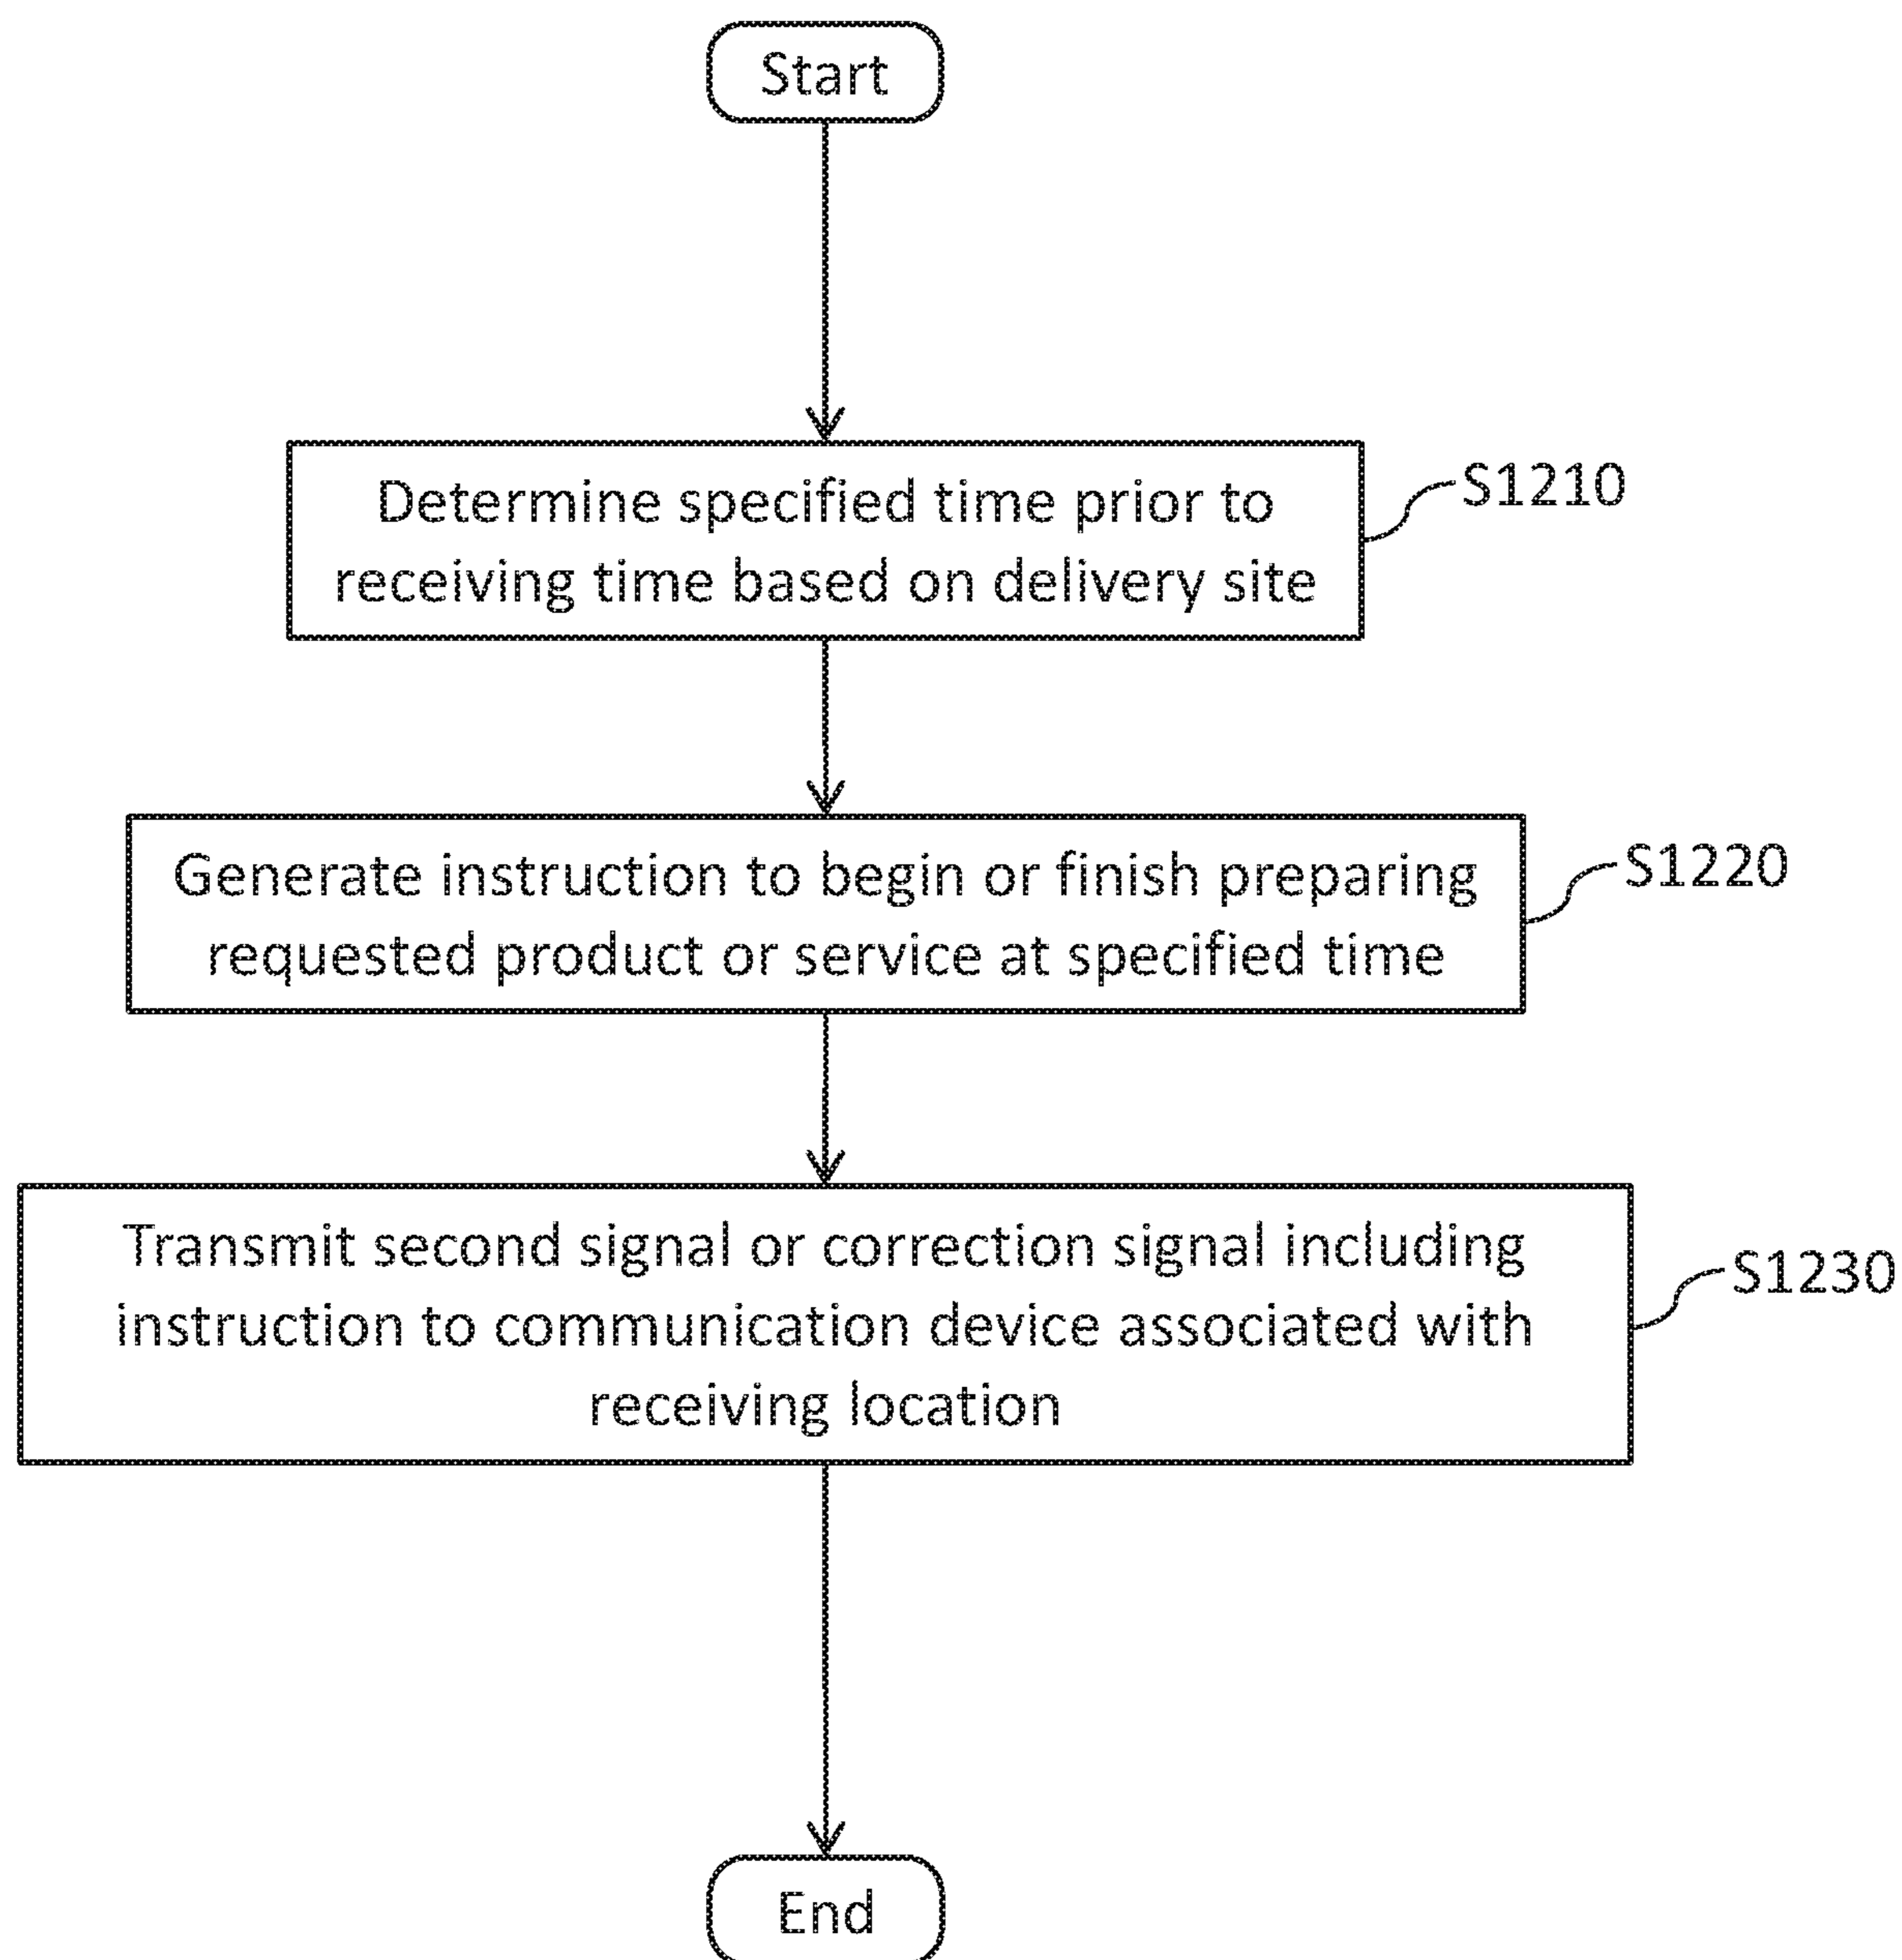 Start
Determine specified time prior to
receiving time based on delivery site
S1210
Generate instruction to begin or finish preparing
requested product or service at specified time
S1220
Transmit second signal or correction signal including
instruction to communication device associated with
receiving location
S1230
End